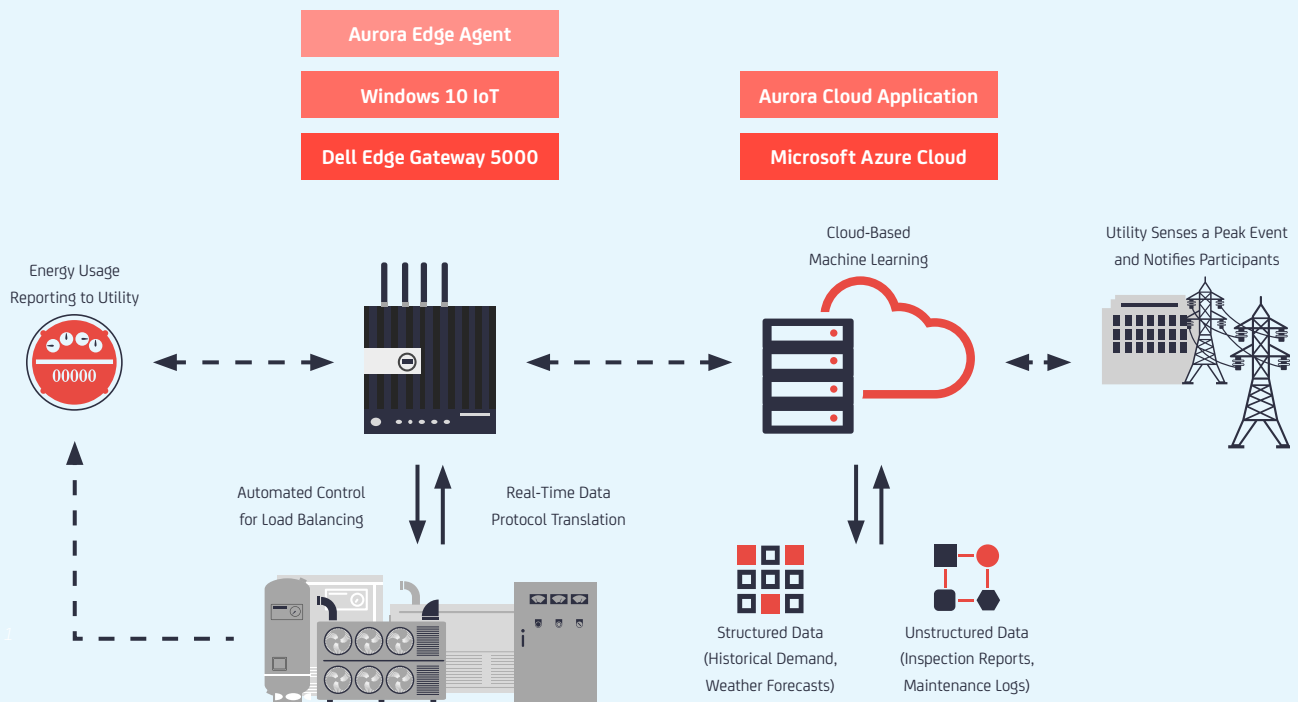 Aurora Edge Agent
Windows 10 IoT
Dell Edge Gateway 5000
Aurora Cloud Application
Microsoft Azure Cloud
Energy Usage
Reporting to Utility
00000
Cloud-Based
Machine Learning
Utility Senses a Peak Event
and Notifies Participants
Automated Control
for Load Balancing
Real-Time Data
Protocol Translation
Structured Data
(Historical Demand,
Weather Forecasts)
Unstructured Data
(Inspection Reports,
Maintenance Logs)